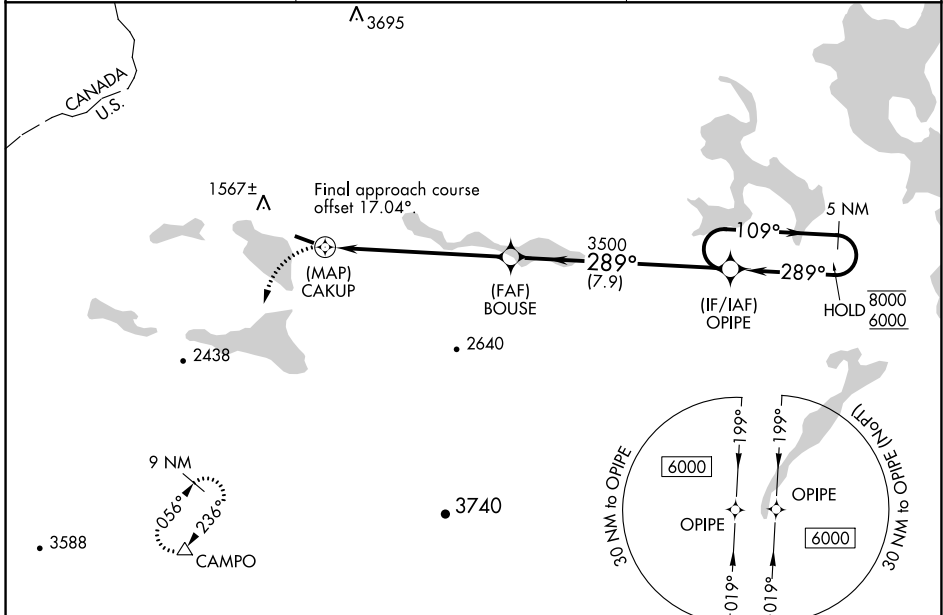 3695
CANADA
U.S.
1567±
Final approach course
offset 17.04°.
5 NM
109°
3500
289°
(7.9)
289°
(MAP)
CAKUP
(FAF)
BOUSE
(IF/IAF)
OPIPE
HOLD
8000
6000
2438
2640
9 NM
056°
236°
CAMPO
3588
3740
30 NM to OPIPE
6000
199°
199°
OPIPE
OPIPE
6000
30 NM to OPIPE (NoPT)
019°
019°